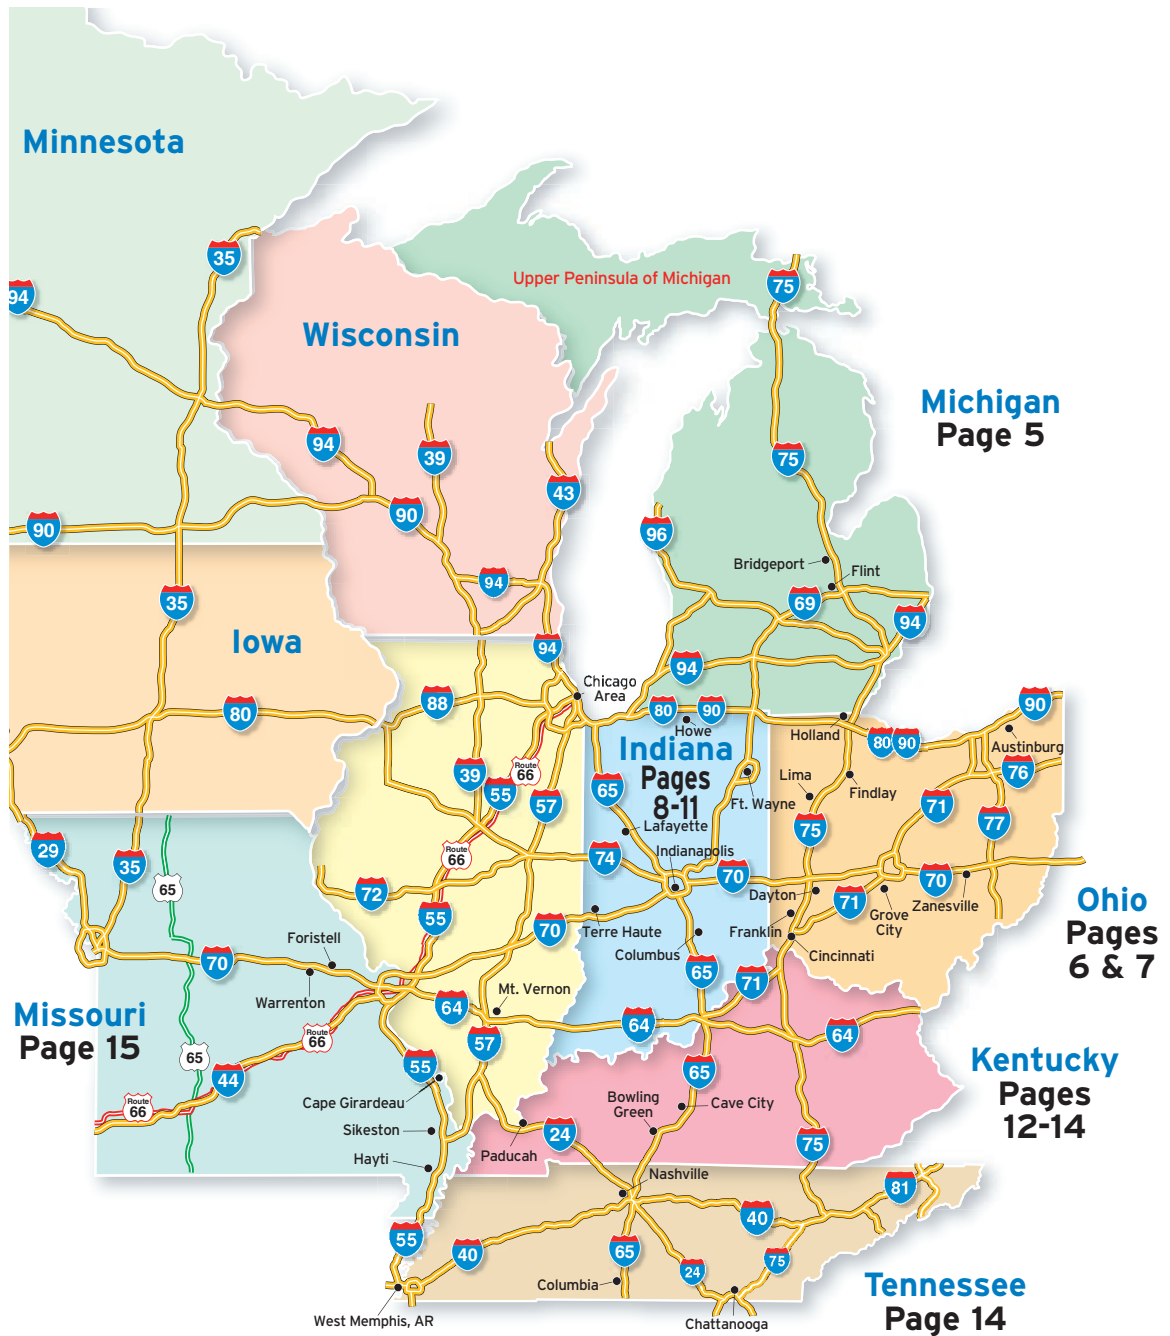 Minnesota
35
94
Upper Peninsula of Michigan
75
Wisconsin
Michigan
Page 5
94
39
75
43
90
90
96
Bridgeport
Flint
94
35
69
94
Iowa
94
94
Chicago
Area
88
80
80
90
Howe
Holland
90
80
90
Austinburg
Indiana
Pages
8-11
Route
66
39
55
57
65
Ft. Wayne
Lima
Findlay
76
71
77
Lafayette
75
29
35
65
Route
66
74
Indianapolis
70
70
72
55
Dayton
71
Grove
City
Zanesville
Ohio
Pages
6 & 7
Terre Haute
70
Franklin
Foristell
Columbus
Cincinnati
70
65
71
Warrenton
Mt. Vernon
Missouri
Page 15
64
64
64
Route
66
57
65
55
65
Kentucky
Pages
12-14
44
Cape Girardeau
Bowling
Green
Cave City
Route
66
Sikeston
24
75
Hayti
Paducah
Nashville
81
40
55
40
65
24
75
Columbia
Tennessee
Page 14
West Memphis, AR
Chattanooga